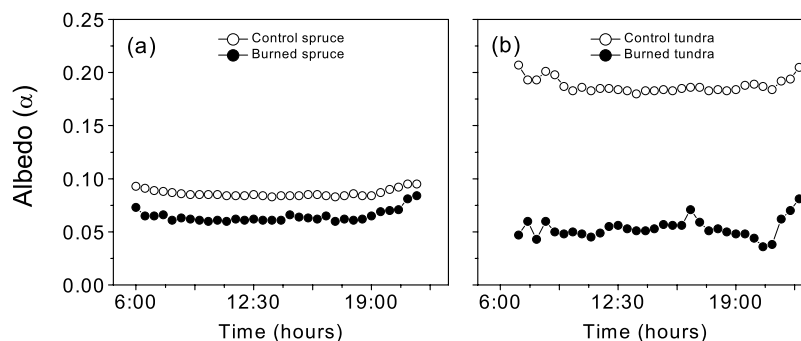 (a)
Control spruce
Burned spruce
(b)
Control tundra
Burned tundra
Albedo (α)
0.25
0.20
0.15
0.10
0.05
0.00
6:00 12:30 19:00
6:00 12:30 19:00
Time (hours)
Time (hours)